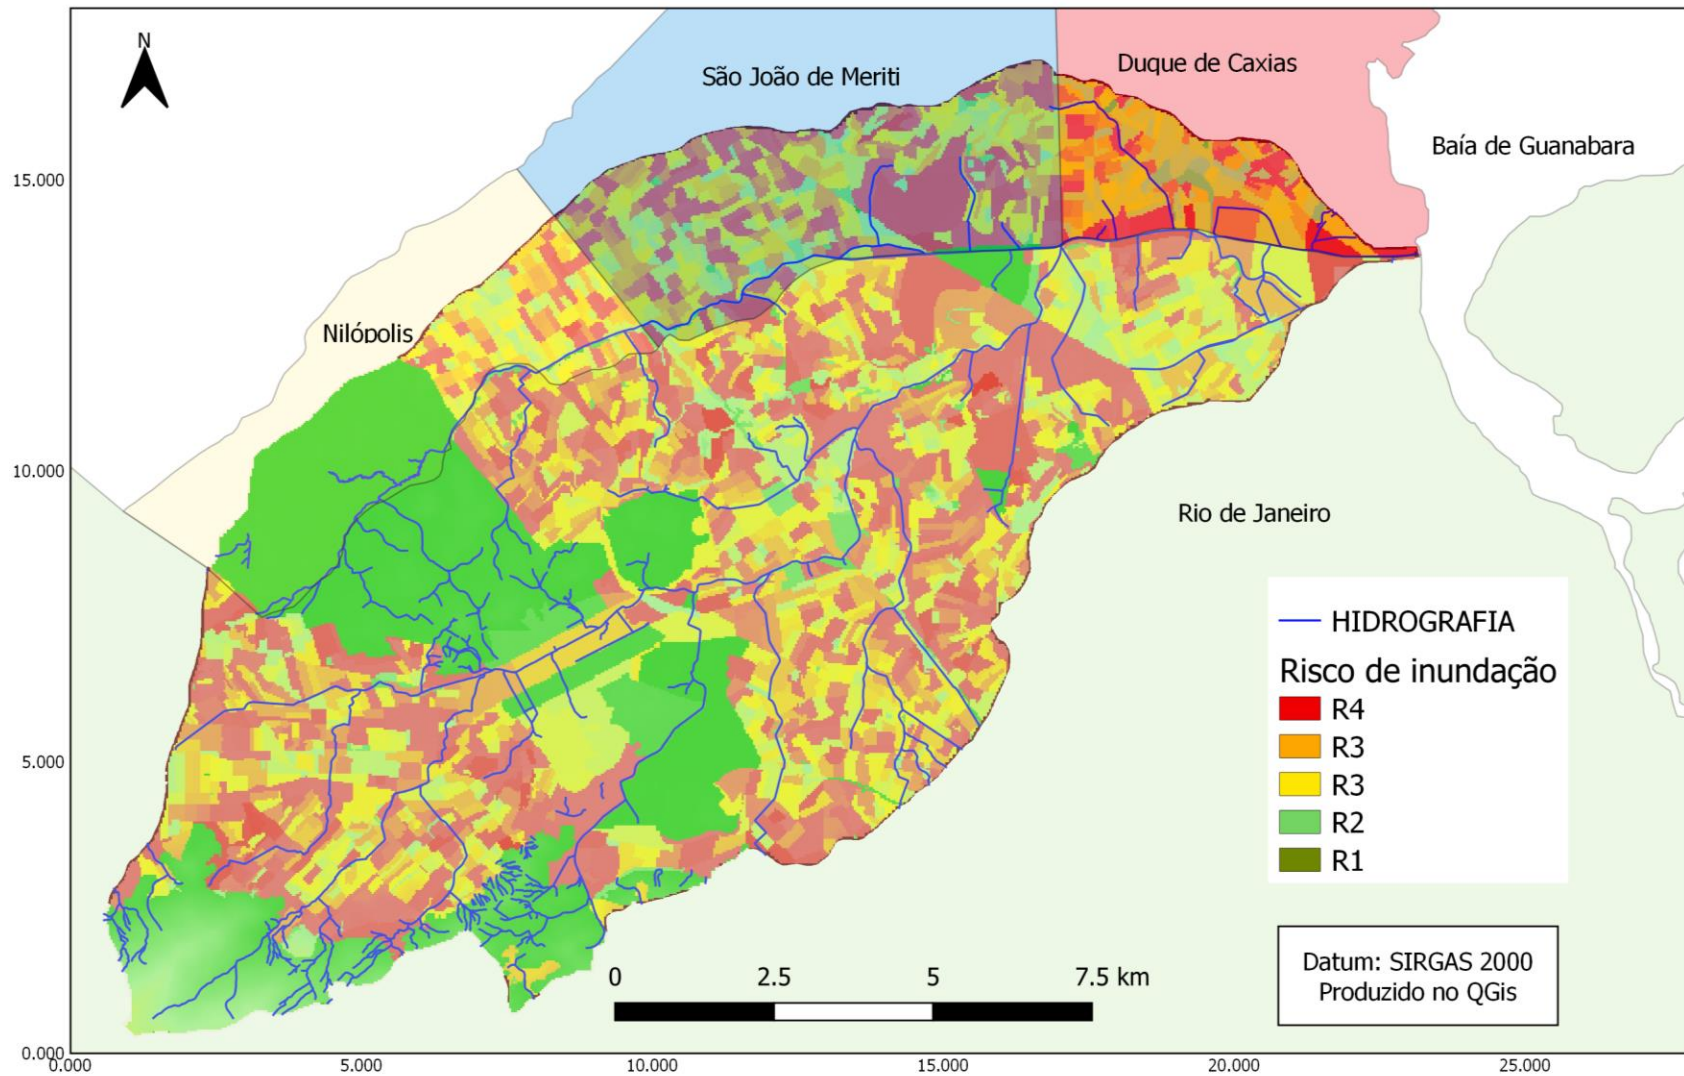 N
São João de Meriti
Duque de Caxias
Baía de Guanabara
15.000
Nilópolis
10.000
Rio de Janeiro
HIDROGRAFIA
Risco de inundação
R4
R3
R3
R2
R1
5.000
Datum: SIRGAS 2000
Produzido no QGis
0 2.5 5 7.5 km
0.000
0.000 5.000 10.000 15.000 20.000 25.000